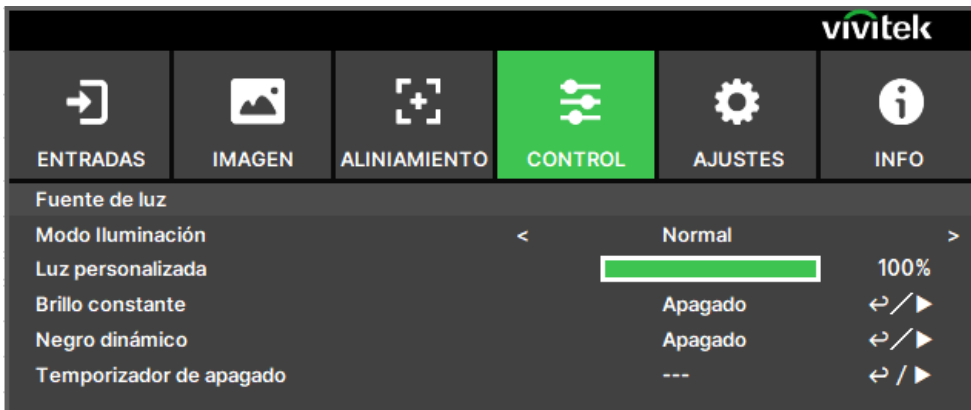 vivitek
ENTRADAS IMAGEN ALINIAMIENTO CONTROL AJUSTES INFO
Fuente de luz
Modo Iluminación < Normal >
Luz personalizada 100%
Brillo constante Apagado ↩/▶
Negro dinámico Apagado ↩/▶
Temporizador de apagado --- ↩/▶